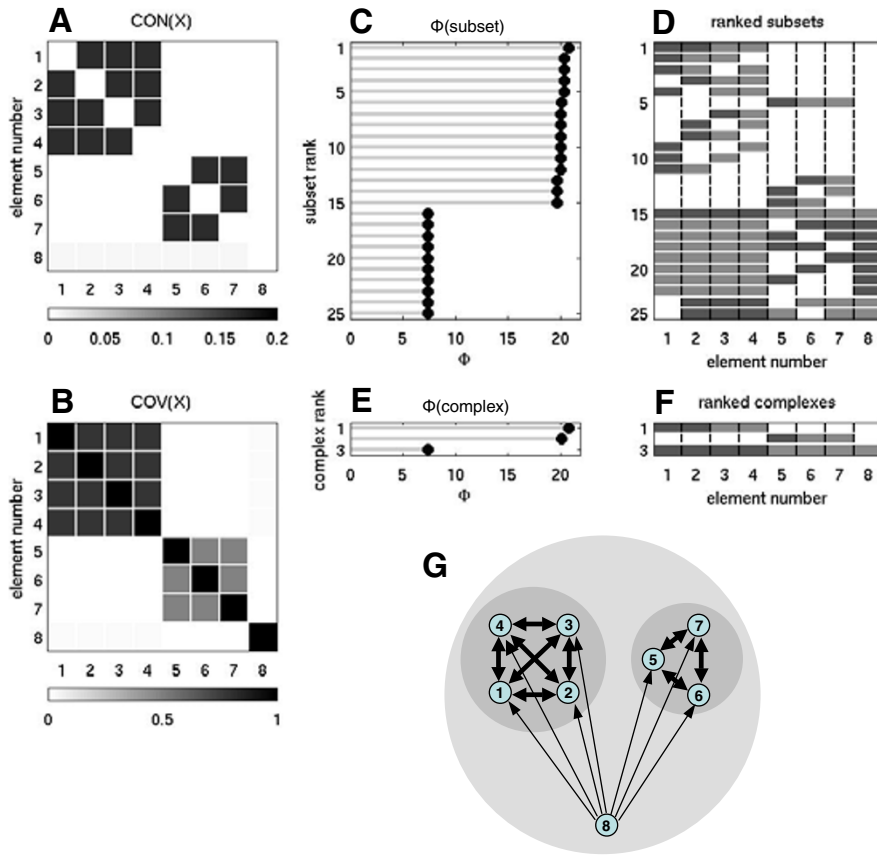 A
CON(X)
element number
1
2
3
4
5
6
7
8
1 2 3 4 5 6 7 8
0 0.05 0.1 0.15 0.2
C
Φ(subset)
subset rank
1
5
10
15
20
25
0 5 10 15 20
Φ
D
ranked subsets
1
5
10
15
20
25
1 2 3 4 5 6 7 8
element number
B
COV(X)
element number
1
2
3
4
5
6
7
8
1 2 3 4 5 6 7 8
0 0.5 1
E
Φ(complex)
complex rank
1
3
0 5 10 15 20
Φ
F
ranked complexes
1
3
1 2 3 4 5 6 7 8
element number
G
4 3 7
5
1 2 6
8